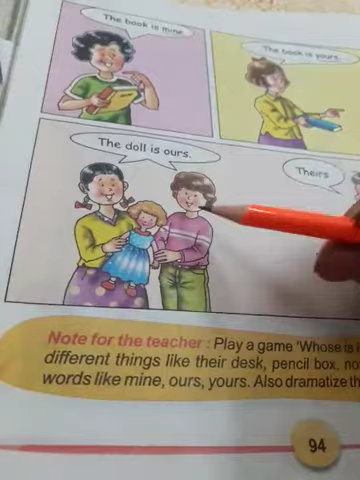 The book is mine.
The book is yours.
The doll is ours.
Theirs
Note for the teacher : Play a game 'Whose is
different things like their desk, pencil box,
words like mine, ours, yours. Also dramatize
94